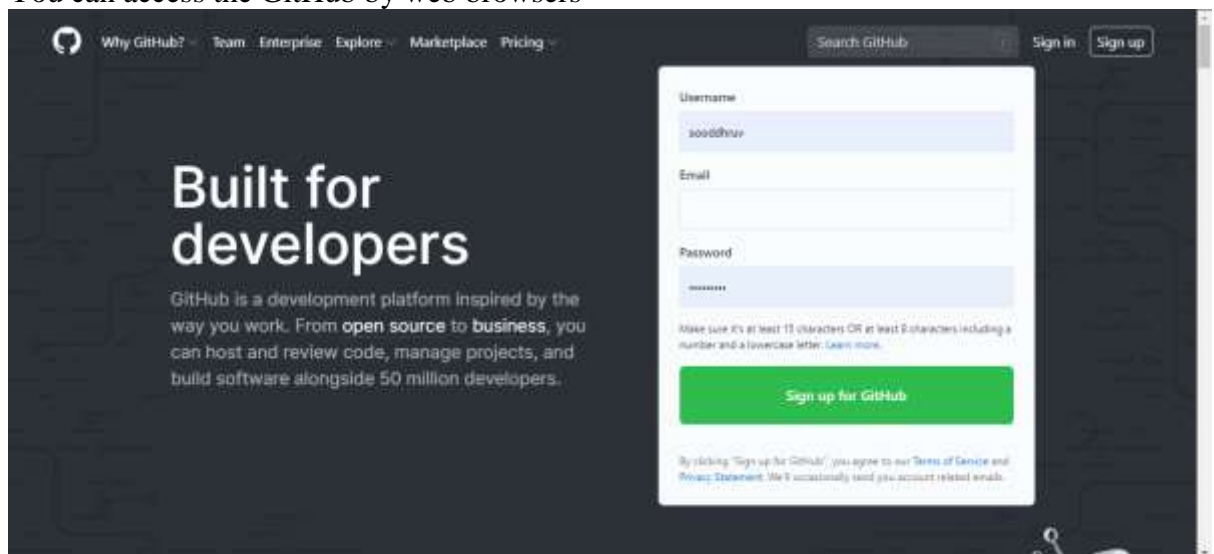 You can access the GitHub by web browsers
Why GitHub? Team Enterprise Explore Marketplace Pricing Search GitHub / Sign in Sign up
Username
sooddhruv
Built for
developers
Email
Password
GitHub is a development platform inspired by the
way you work. From open source to business, you
can host and review code, manage projects, and
build software alongside 50 million developers.
Make sure it's at least 15 characters OR at least 8 characters including a
number and a lowercase letter. Learn more.
Sign up for GitHub
By clicking "Sign up for GitHub", you agree to our Terms of Service and
Privacy Statement. We'll occasionally send you account related emails.